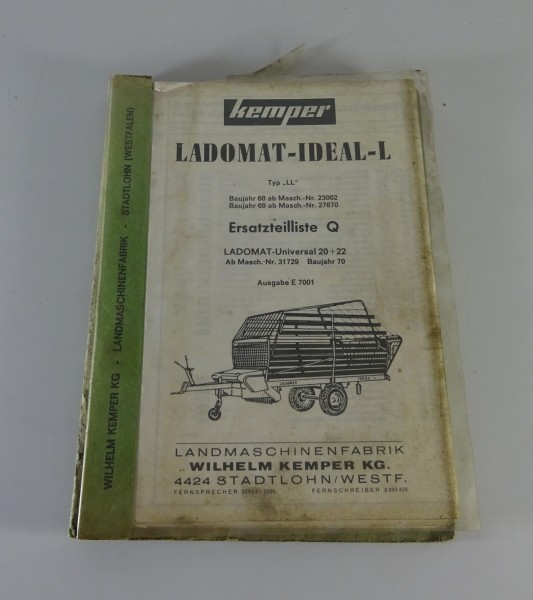 kemper
LADOMAT-IDEAL-L
Typ „LL"
Baujahr 68 ab Masch.-Nr. 23002
Baujahr 69 ab Masch.-Nr. 27670
Ersatzteilliste Q
LADOMAT-Universal 20+22
Ab Masch.-Nr. 31729 Baujahr 70
Ausgabe E 7001
LADOMAT
LANDMASCHINENFABRIK
WILHELM KEMPER KG.
4424 STADTLOHN/WESTF.
FERNSPRECHER
FERNSCHREIBER
WILHELM KEMPER KG • LANDMASCHINENFABRIK • STADTLOHN (WESTFALEN)